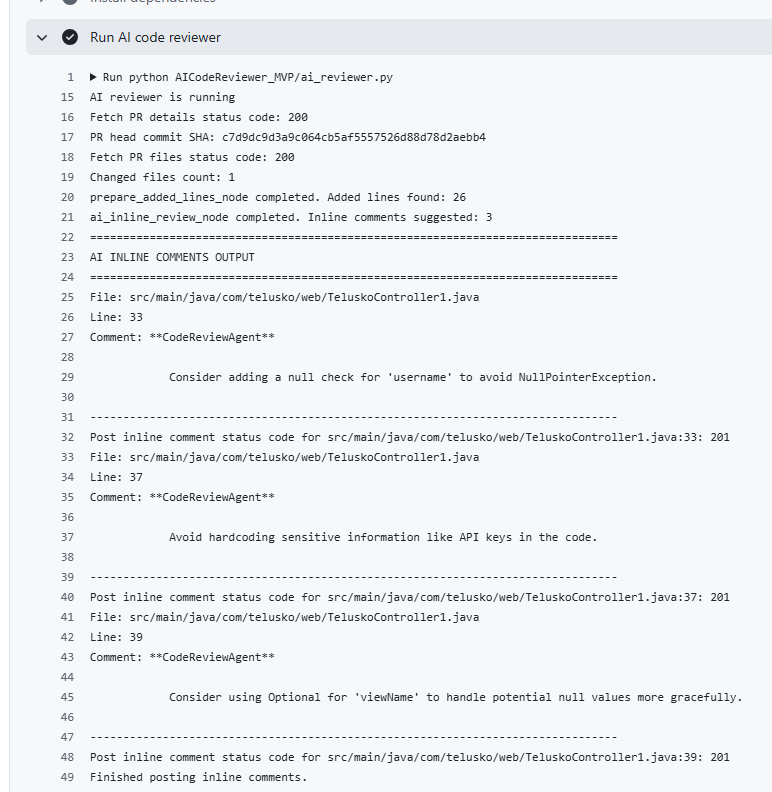 Install dependencies
Run AI code reviewer
1 Run python AICodeReviewer_MVP/ai_reviewer.py
15 AI reviewer is running
16 Fetch PR details status code: 200
17 PR head commit SHA: c7d9dc9d3a9c064cb5af5557526d88d78d2aebb4
18 Fetch PR files status code: 200
19 Changed files count: 1
20 prepare_added_lines_node completed. Added lines found: 26
21 ai_inline_review_node completed. Inline comments suggested: 3
22 ================================================================================
23 AI INLINE COMMENTS OUTPUT
24 ================================================================================
25 File: src/main/java/com/telusko/web/TeluskoController1.java
26 Line: 33
27 Comment: **CodeReviewAgent**
28
29 Consider adding a null check for 'username' to avoid NullPointerException.
30
31 --------------------------------------------------------------------------------
32 Post inline comment status code for src/main/java/com/telusko/web/TeluskoController1.java:33: 201
33 File: src/main/java/com/telusko/web/TeluskoController1.java
34 Line: 37
35 Comment: **CodeReviewAgent**
36
37 Avoid hardcoding sensitive information like API keys in the code.
38
39 --------------------------------------------------------------------------------
40 Post inline comment status code for src/main/java/com/telusko/web/TeluskoController1.java:37: 201
41 File: src/main/java/com/telusko/web/TeluskoController1.java
42 Line: 39
43 Comment: **CodeReviewAgent**
44
45 Consider using Optional for 'viewName' to handle potential null values more gracefully.
46
47 --------------------------------------------------------------------------------
48 Post inline comment status code for src/main/java/com/telusko/web/TeluskoController1.java:39: 201
49 Finished posting inline comments.